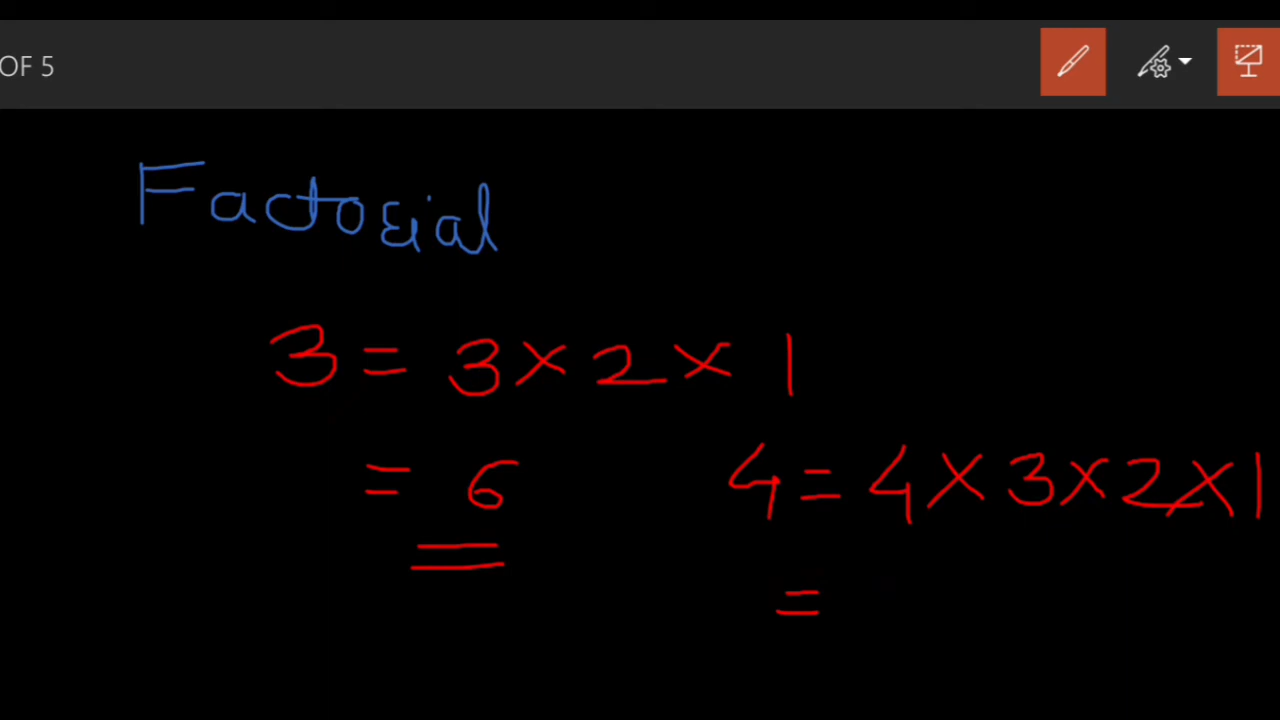 OF 5
Factorial
3 = 3 × 2 × 1
= 6
4 = 4 × 3 × 2 × 1
=